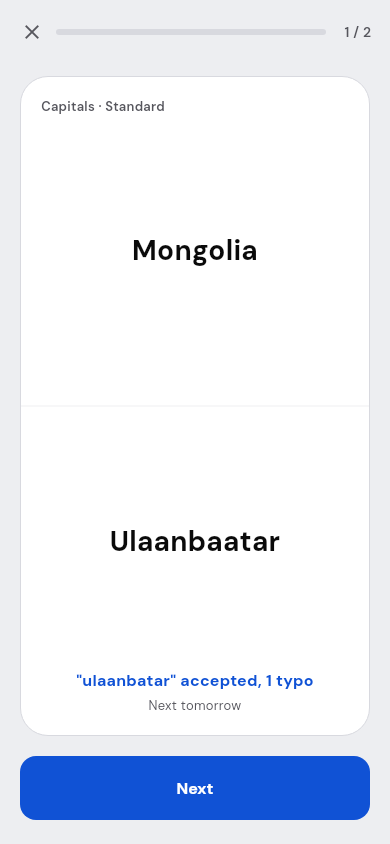 1 / 2
Capitals · Standard
Mongolia
Ulaanbaatar
"ulaanbatar" accepted, 1 typo
Next tomorrow
Next